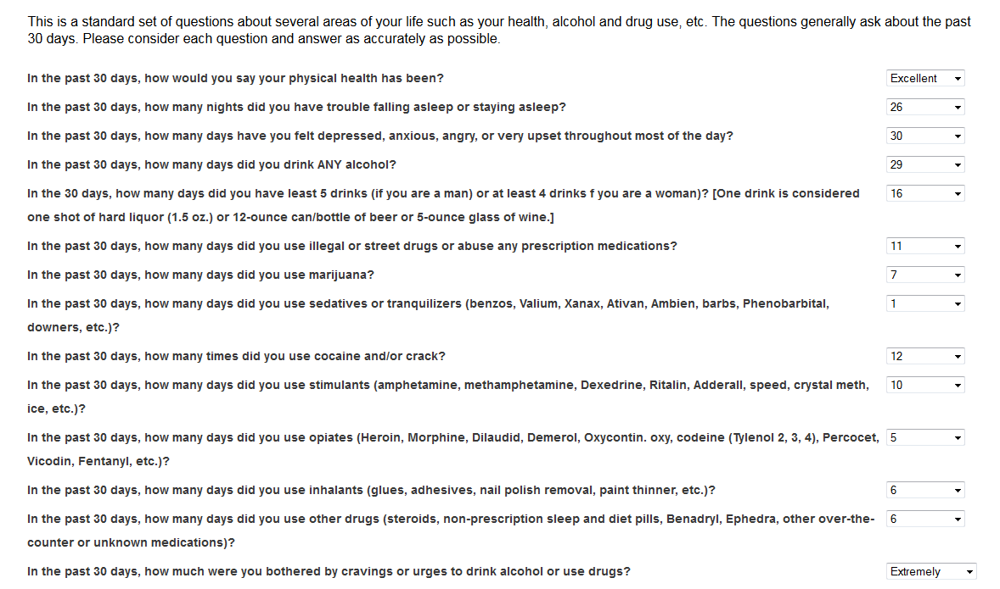 This is a standard set of questions about several areas of your life such as your health, alcohol and drug use, etc. The questions generally ask about the past
30 days. Please consider each question and answer as accurately as possible.
In the past 30 days, how would you say your physical health has been? Excellent
In the past 30 days, how many nights did you have trouble falling asleep or staying asleep? 26
In the past 30 days, how many days have you felt depressed, anxious, angry, or very upset throughout most of the day? 30
In the past 30 days, how many days did you drink ANY alcohol? 29
In the 30 days, how many days did you have least 5 drinks (if you are a man) or at least 4 drinks f you are a woman)? [One drink is considered 16
one shot of hard liquor (1.5 oz.) or 12-ounce can/bottle of beer or 5-ounce glass of wine.]
In the past 30 days, how many days did you use illegal or street drugs or abuse any prescription medications? 11
In the past 30 days, how many days did you use marijuana? 7
In the past 30 days, how many days did you use sedatives or tranquilizers (benzos, Valium, Xanax, Ativan, Ambien, barbs, Phenobarbital, 1
downers, etc.)?
In the past 30 days, how many times did you use cocaine and/or crack? 12
In the past 30 days, how many days did you use stimulants (amphetamine, methamphetamine, Dexedrine, Ritalin, Adderall, speed, crystal meth, 10
ice, etc.)?
In the past 30 days, how many days did you use opiates (Heroin, Morphine, Dilaudid, Demerol, Oxycontin. oxy, codeine (Tylenol 2, 3, 4), Percocet, 5
Vicodin, Fentanyl, etc.)?
In the past 30 days, how many days did you use inhalants (glues, adhesives, nail polish removal, paint thinner, etc.)? 6
In the past 30 days, how many days did you use other drugs (steroids, non-prescription sleep and diet pills, Benadryl, Ephedra, other over-the- 6
counter or unknown medications)?
In the past 30 days, how much were you bothered by cravings or urges to drink alcohol or use drugs? Extremely